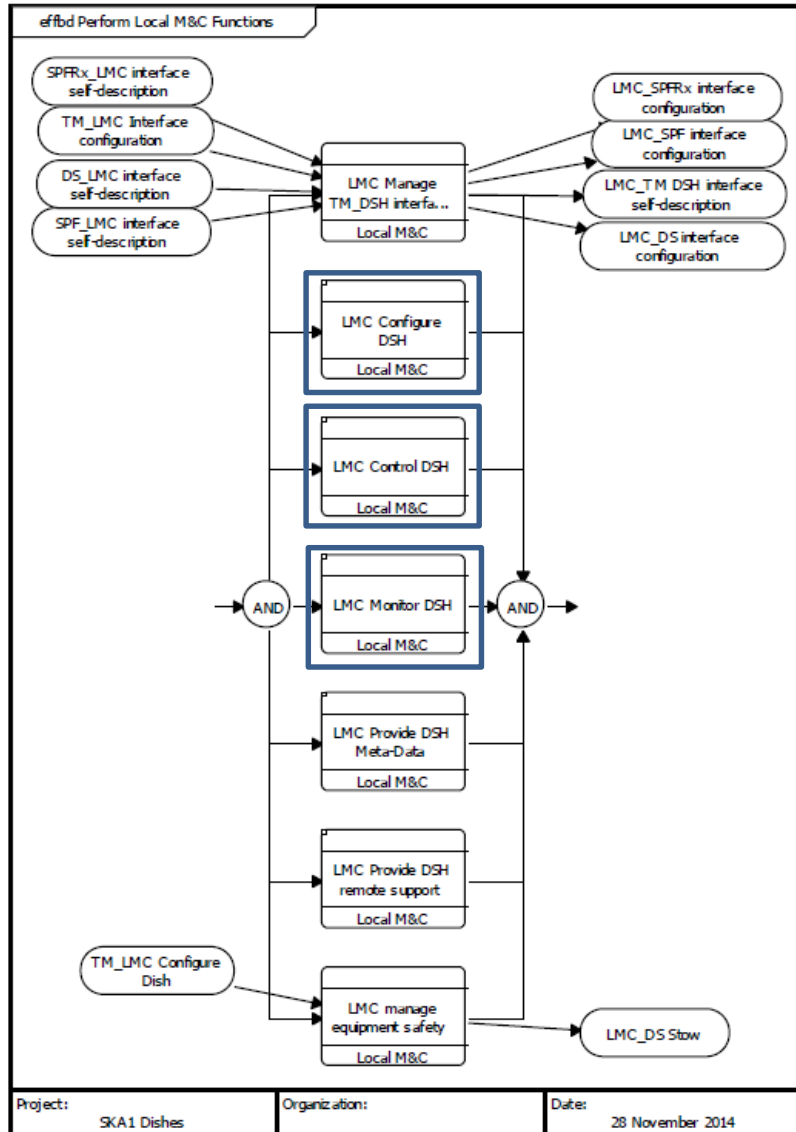 effbd Perform Local M&C Functions
SPFRx_LMC interface
self-description
TM_LMC Interface
configuration
DS_LMC interface
self-description
SPF_LMC interface
self-description
LMC Manage
TM_DSH interfa...
Local M&C
LMC_SPFRx interface
configuration
LMC_SPF interface
configuration
LMC_TM DSH interface
self-description
LMC_DS interface
configuration
LMC Configure
DSH
Local M&C
LMC Control DSH
Local M&C
AND
LMC Monitor DSH
Local M&C
AND
LMC Provide DSH
Meta-Data
Local M&C
LMC Provide DSH
remote support
Local M&C
TM_LMC Configure
Dish
LMC manage
equipment safety
Local M&C
LMC_DS Stow
Project:
SKA1 Dishes
Organization:
Date:
28 November 2014